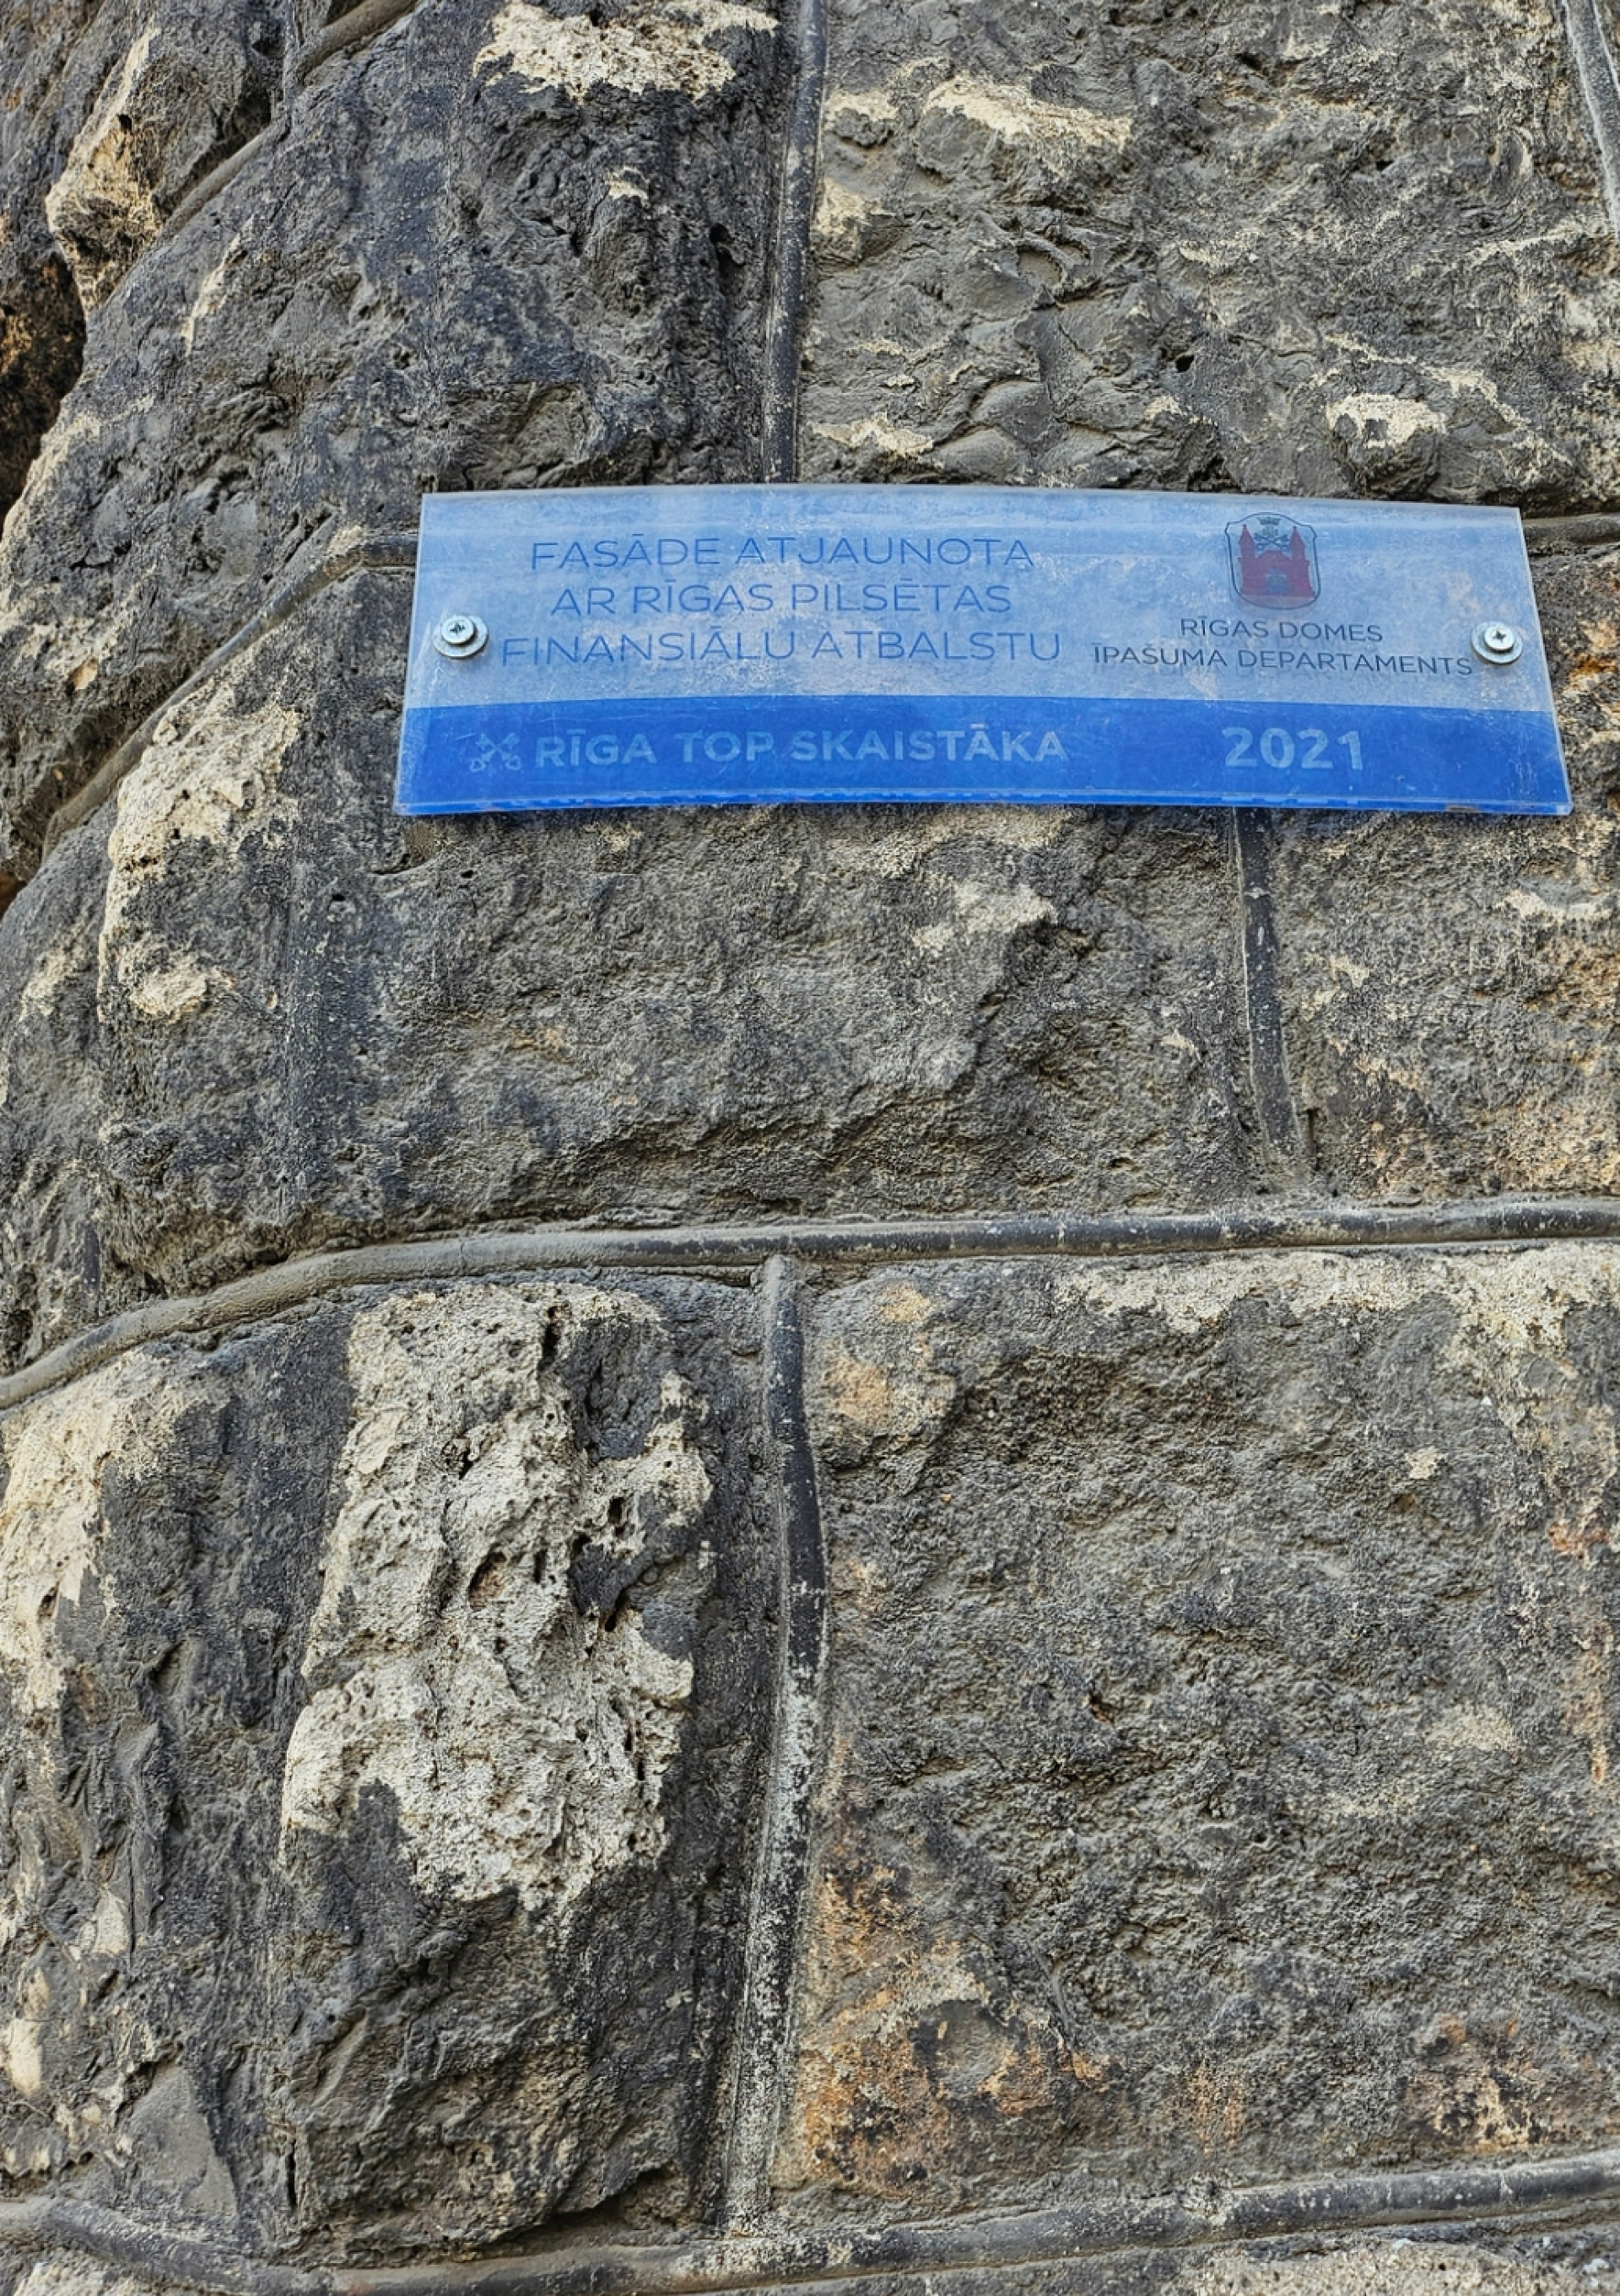 FASĀDE ATJAUNOTA
AR RĪGAS PILSĒTAS
FINANSIĀLU ATBALSTU
RĪGAS DOMES
ĪPAŠUMA DEPARTAMENTS
RĪGA TOP SKAISTĀKA
2021